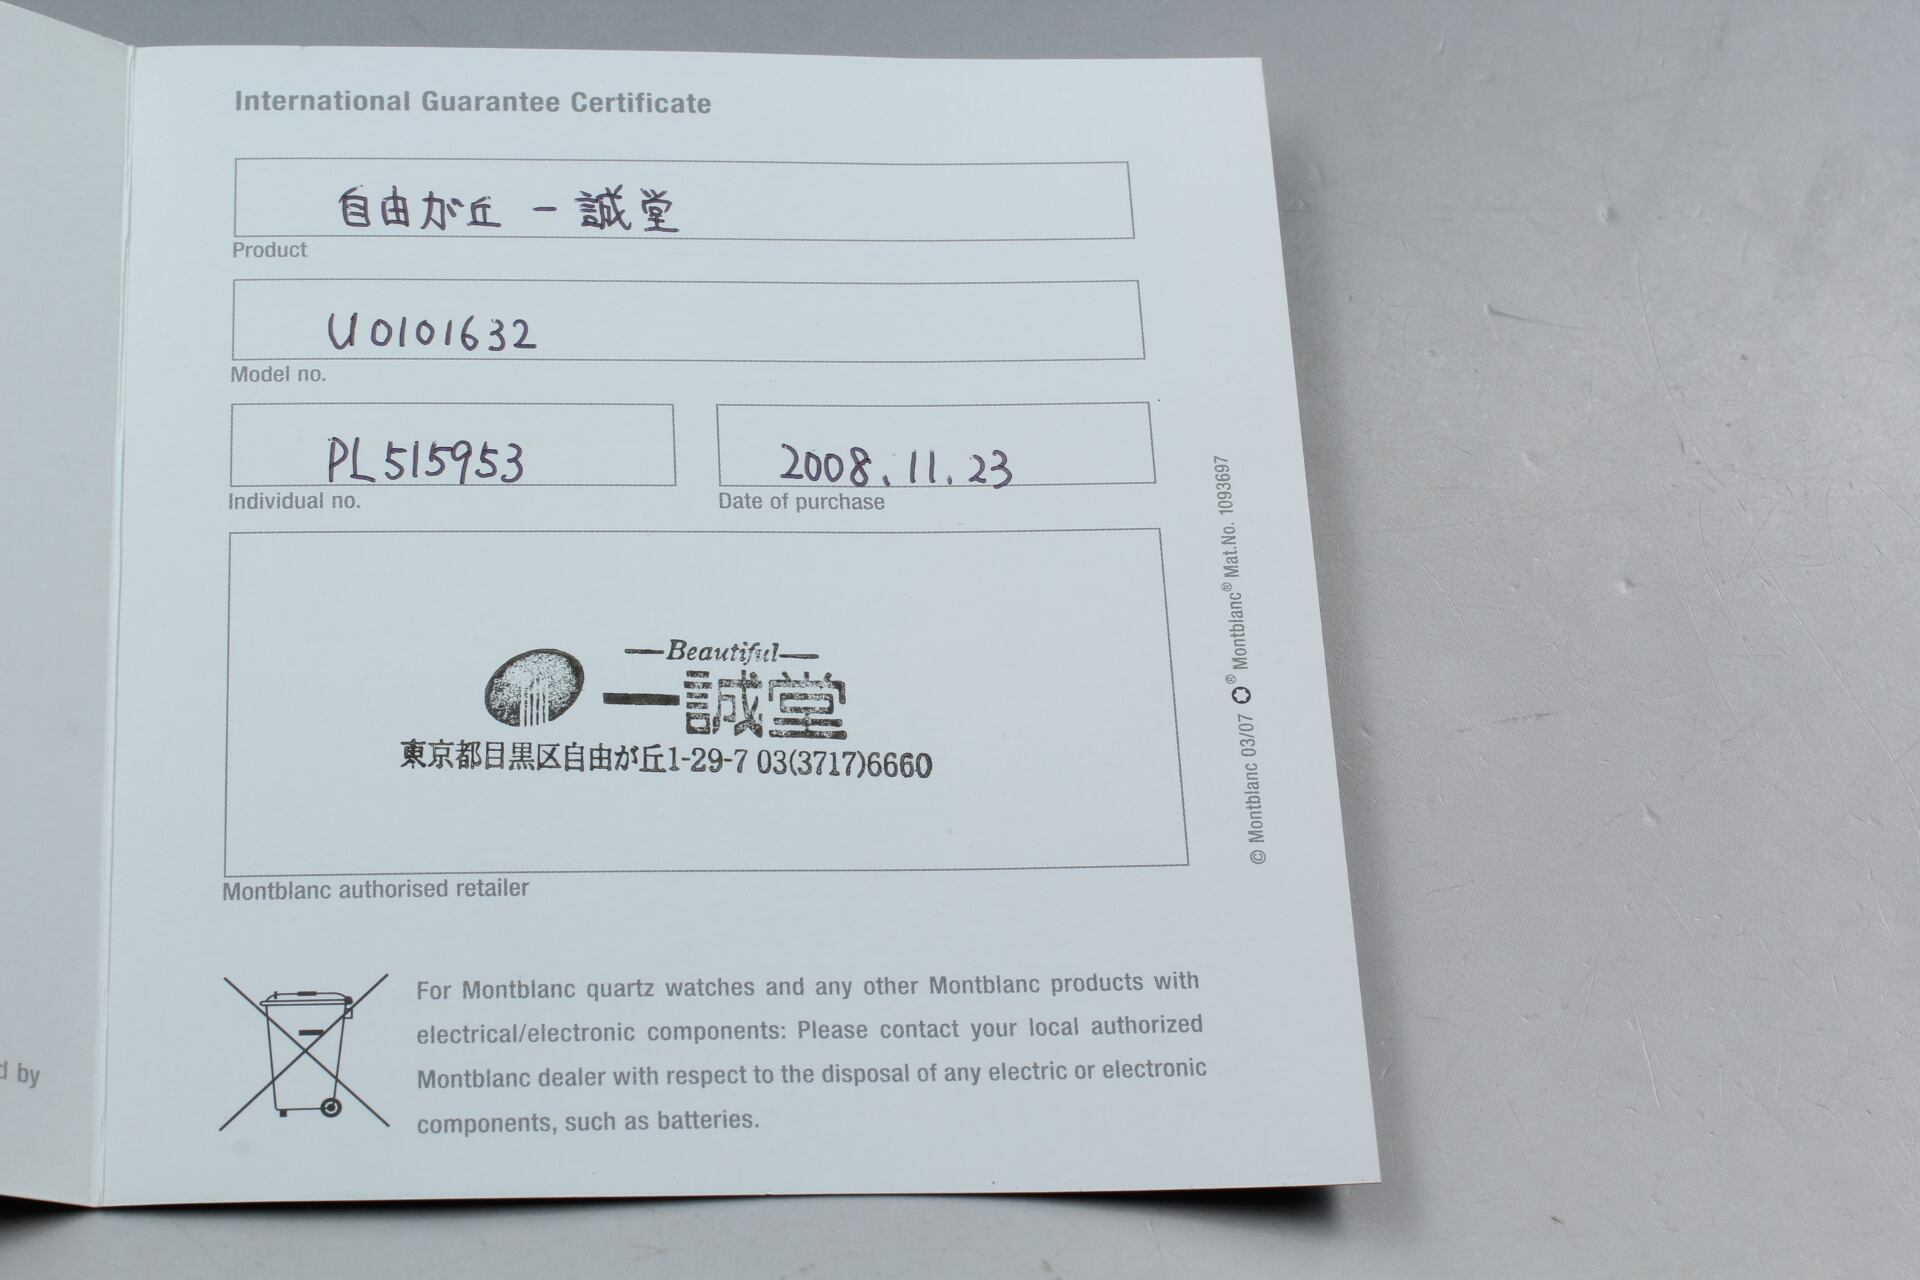 International Guarantee Certificate
自由が丘 一誠堂
Product
U0101632
Model no.
PL515953
Individual no.
2008.11.23
Date of purchase
Beautiful
一誠堂
東京都目黒区自由が丘1-29-7 03(3717)6660
Montblanc authorised retailer
© Montblanc 03/07 ® Montblanc® Mat.No. 1093697
For Montblanc quartz watches and any other Montblanc products with
electrical/electronic components: Please contact your local authorized
Montblanc dealer with respect to the disposal of any electric or electronic
components, such as batteries.
by